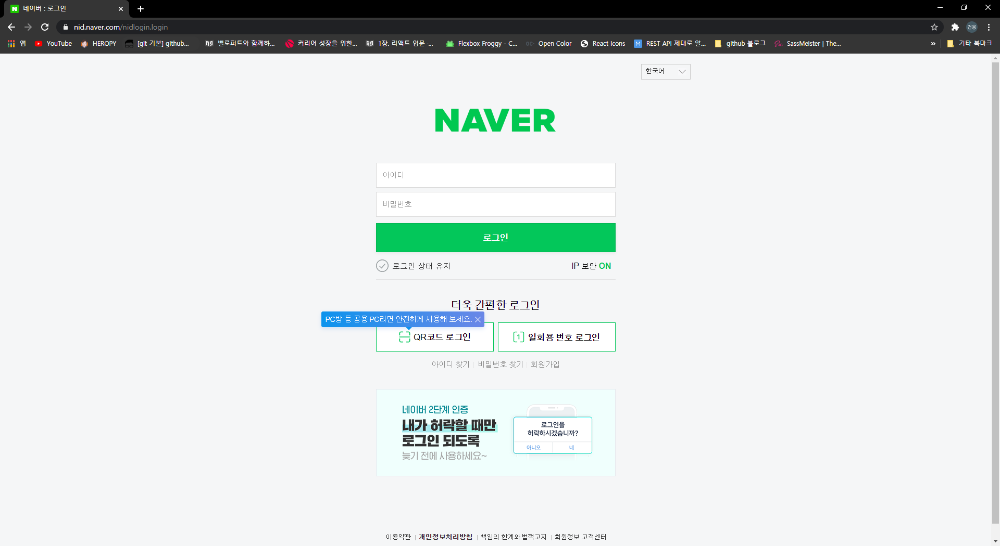 네이버 : 로그인
nid.naver.com/nidlogin.login
건웅
앱 YouTube HEROPY [git 기본] github... 벨로퍼트와 함께하... 커리어 성장을 위한... 1장. 리액트 입문 -... Flexbox Froggy - C... OC Open Color React Icons M REST API 제대로 알... github 블로그 SassMeister | The... » 기타 북마크
한국어
NAVER
아이디
비밀번호
로그인
로그인 상태 유지 IP 보안 ON
더욱 간편한 로그인
PC방 등 공용 PC라면 안전하게 사용해 보세요.
QR코드 로그인 1 일회용 번호 로그인
아이디 찾기 | 비밀번호 찾기 | 회원가입
네이버 2단계 인증
내가 허락할 때만
로그인 되도록
늦기 전에 사용하세요~
로그인을
허락하시겠습니까?
아니오 네
이용약관 | 개인정보처리방침 | 책임의 한계와 법적고지 | 회원정보 고객센터